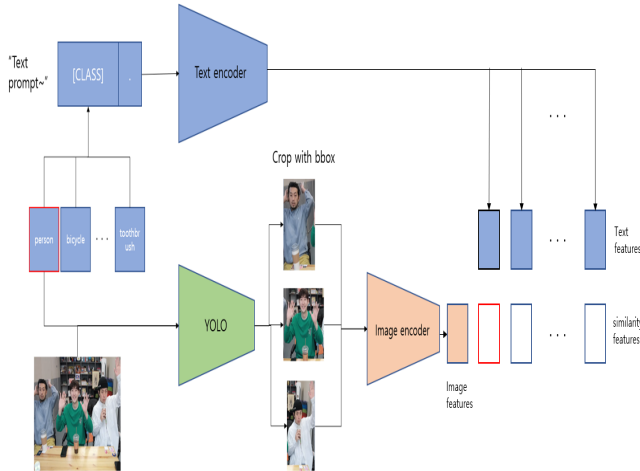 "Text
prompt~"
[CLASS]
.
Text encoder
. . .
Crop with bbox
person
bicycle
. . .
toothbr
ush
. . .
Text
features
YOLO
Image encoder
. . .
similarity
features
Image
features